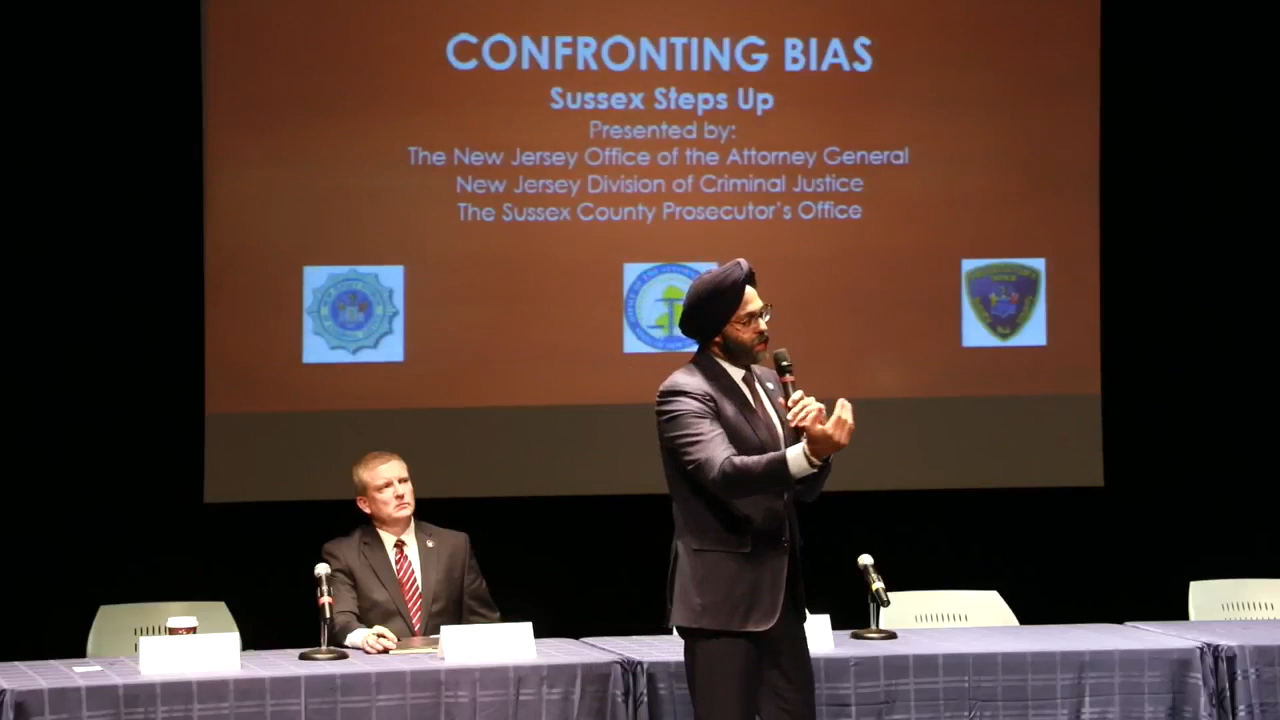 CONFRONTING BIAS
Sussex Steps Up
Presented by:
The New Jersey Office of the Attorney General
New Jersey Division of Criminal Justice
The Sussex County Prosecutor's Office